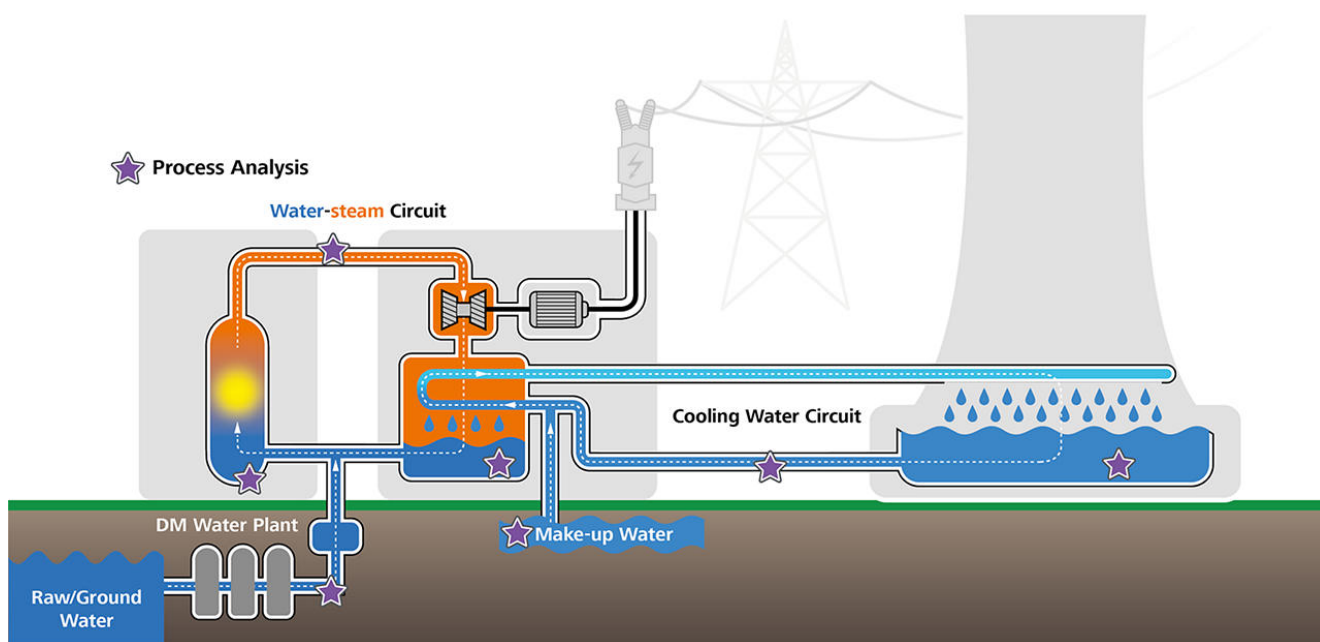 Process Analysis
Water-steam Circuit
Cooling Water Circuit
DM Water Plant
Make-up Water
Raw/Ground
Water